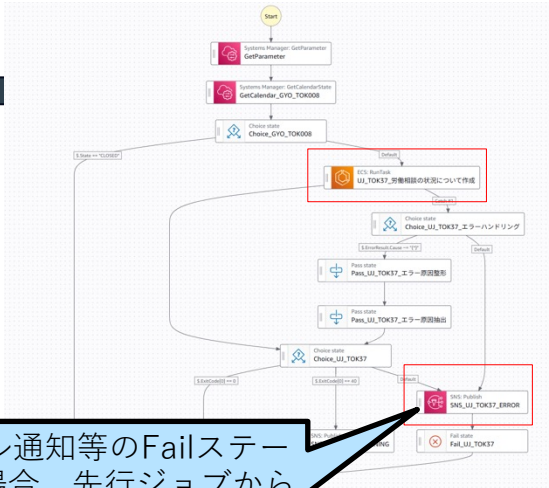 Start
Systems Manager: GetParameter
GetParameter
Systems Manager: GetCalendarState
GetCalendar_GYO_TOK008
Choice state
Choice_GYO_TOK008
$.State == "CLOSED"
Default
ECS: RunTask
UJ_TOK37_労働相談の状況について作成
Catch #1
Choice state
Choice_UJ_TOK37_エラーハンドリング
Default
Pass state
Pass_UJ_TOK37_エラー原因整形
Pass state
Pass_UJ_TOK37_エラー原因抽出
Choice state
Choice_UJ_TOK37
$.ExitCode[0] == 0
$.ExitCode[0] == 40
Default
SNS: Publish
SNS_UJ_TOK37_ERROR
Fail state
Fail_UJ_TOK37
ル通知等のFailステー
場合、先行ジョブから